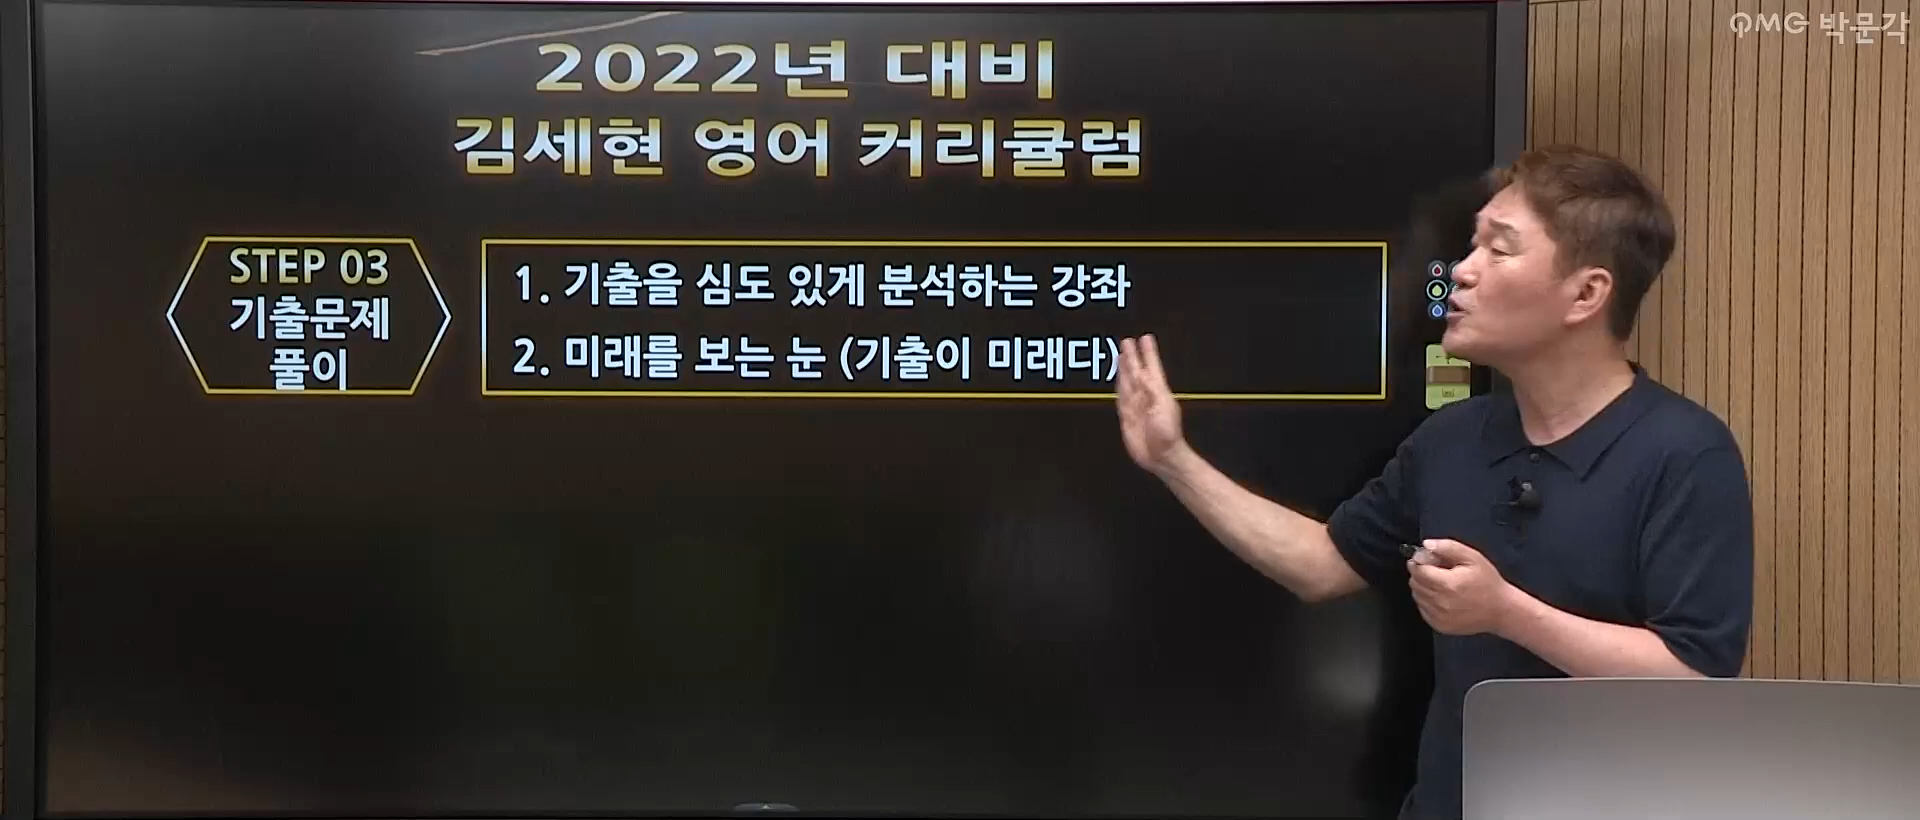 PMG 박문각
2022년 대비
김세현 영어 커리큘럼
STEP 03
기출문제
풀이
1. 기출을 심도 있게 분석하는 강좌
2. 미래를 보는 눈 (기출이 미래다)